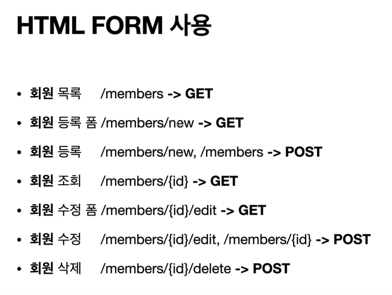 HTML FORM 사용
• 회원 목록 /members -> GET
• 회원 등록 폼 /members/new -> GET
• 회원 등록 /members/new, /members -> POST
• 회원 조회 /members/{id} -> GET
• 회원 수정 폼 /members/{id}/edit -> GET
• 회원 수정 /members/{id}/edit, /members/{id} -> POST
• 회원 삭제 /members/{id}/delete -> POST